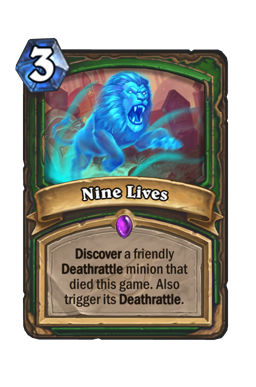 3
Nine Lives
Discover a friendly
Deathrattle minion that
died this game. Also
trigger its Deathrattle.